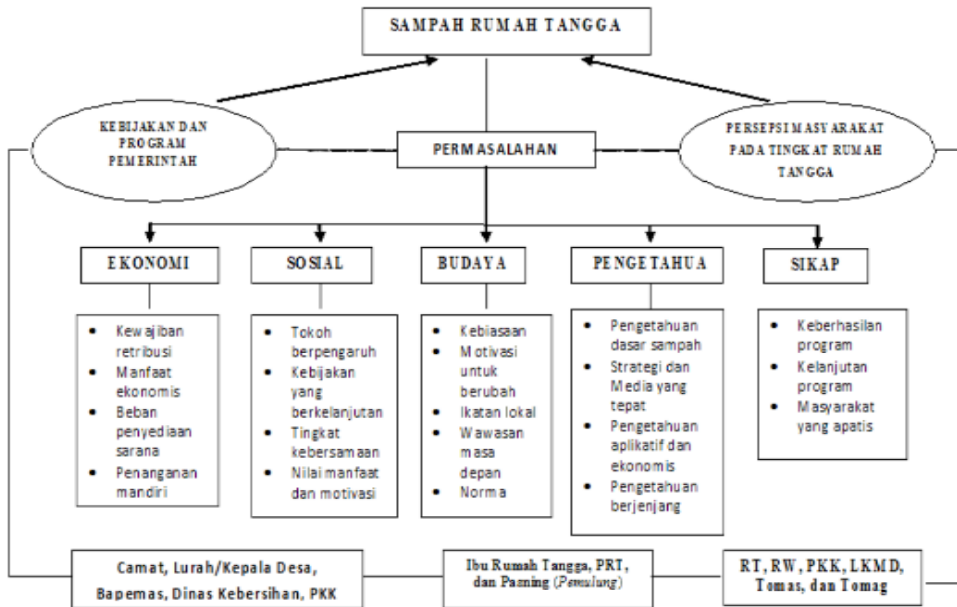 SAMPAH RUMAH TANGGA
KEBIJAKAN DAN
PROGRAM
PEMERINTAH
PERMASALAHAN
PERSEPSI MASYARAKAT
PADA TINGKAT RUMAH
TANGGA
EKONOMI
SOSIAL
BUDAYA
PENGETAHUA
SIKAP
• Kewajiban
retribusi
• Manfaat
ekonomis
• Beban
penyediaan
sarana
• Penanganan
mandiri
• Tokoh
berpengaruh
• Kebijakan
yang
berkelanjutan
• Tingkat
kebersamaan
• Nilai manfaat
dan motivasi
• Kebiasaan
• Motivasi
untuk
berubah
• Ikatan lokal
• Wawasan
masa
depan
• Norma
• Pengetahuan
dasar sampah
• Strategi dan
Media yang
tepat
• Pengetahuan
aplikatif dan
ekonomis
• Pengetahuan
berjenjang
• Keberhasilan
program
• Kelanjutan
program
• Masyarakat
yang apatis
Camat, Lurah/Kepala Desa,
Bapemas, Dinas Kebersihan, PKK
Ibu Rumah Tangga, PRT,
dan Pasning (Pemulung)
RT, RW, PKK, LKMD,
Tomas, dan Tomag